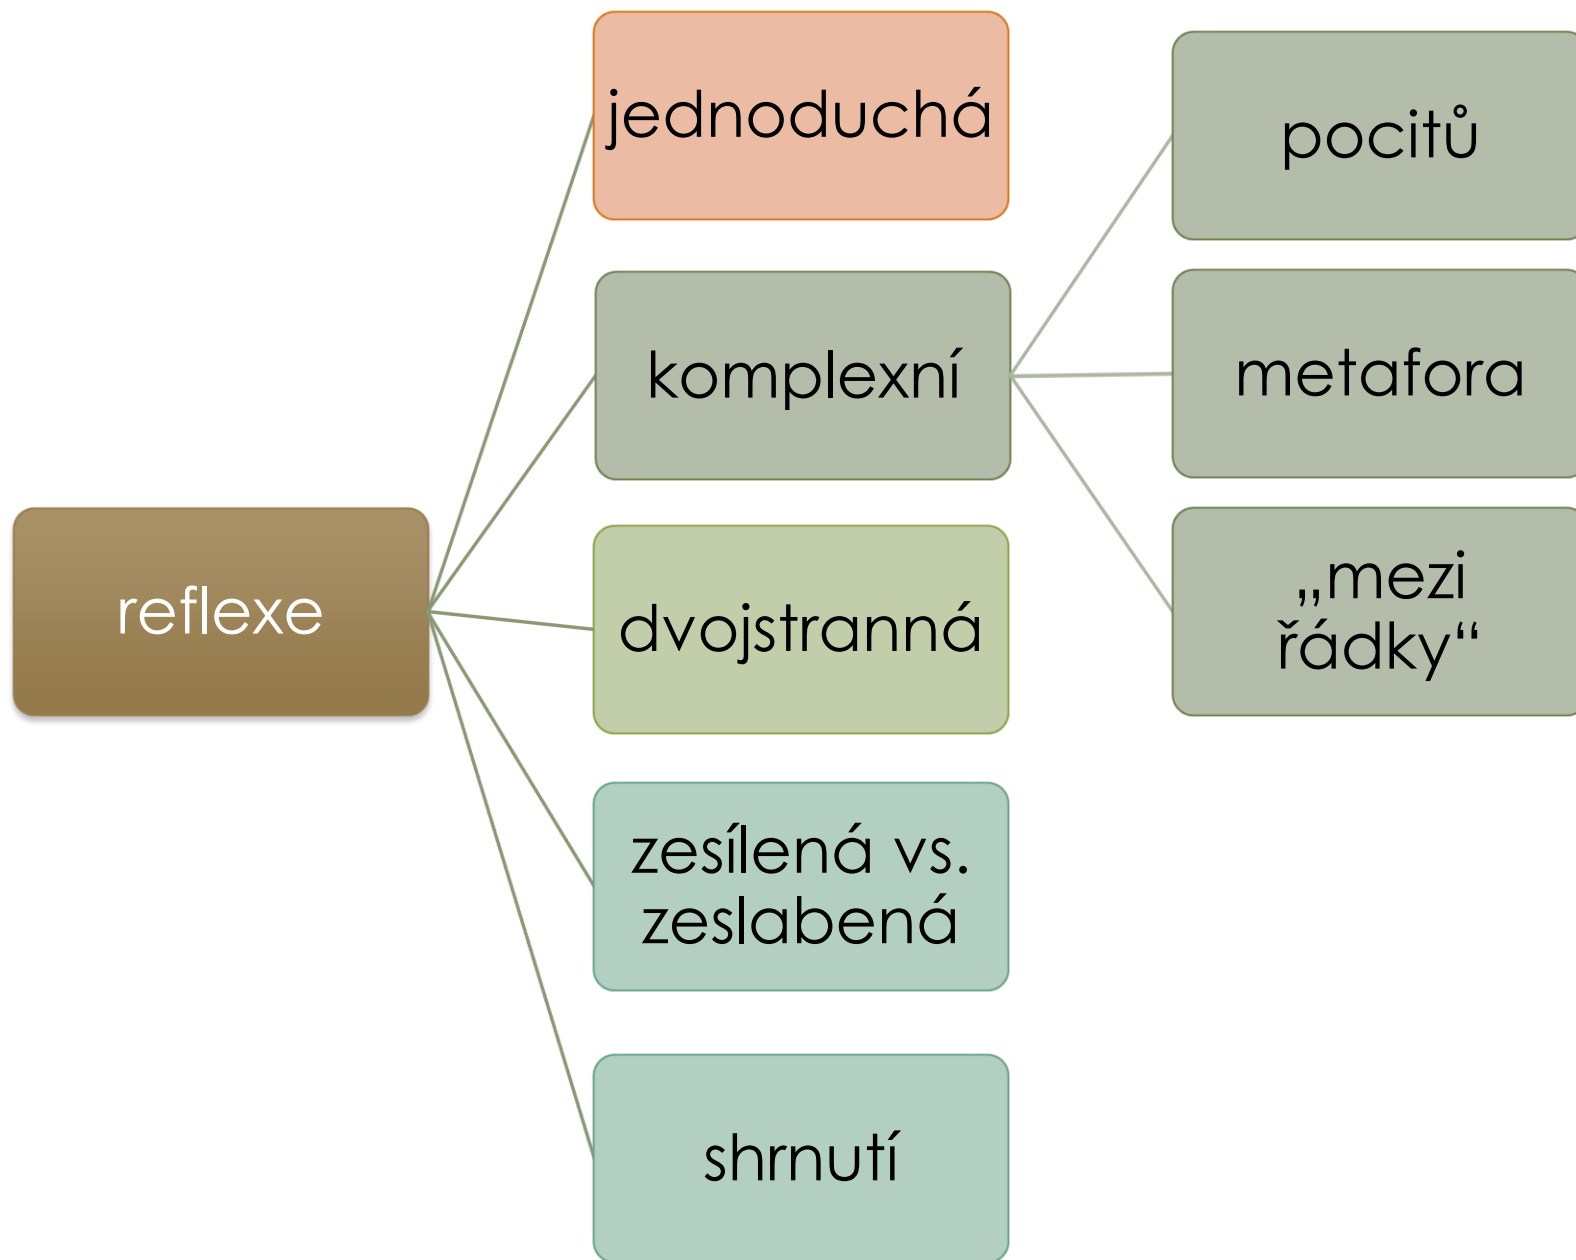 reflexe
jednoduchá
komplexní
dvojstranná
zesílená vs.
zeslabená
shrnutí
pocitů
metafora
„mezi
řádky“